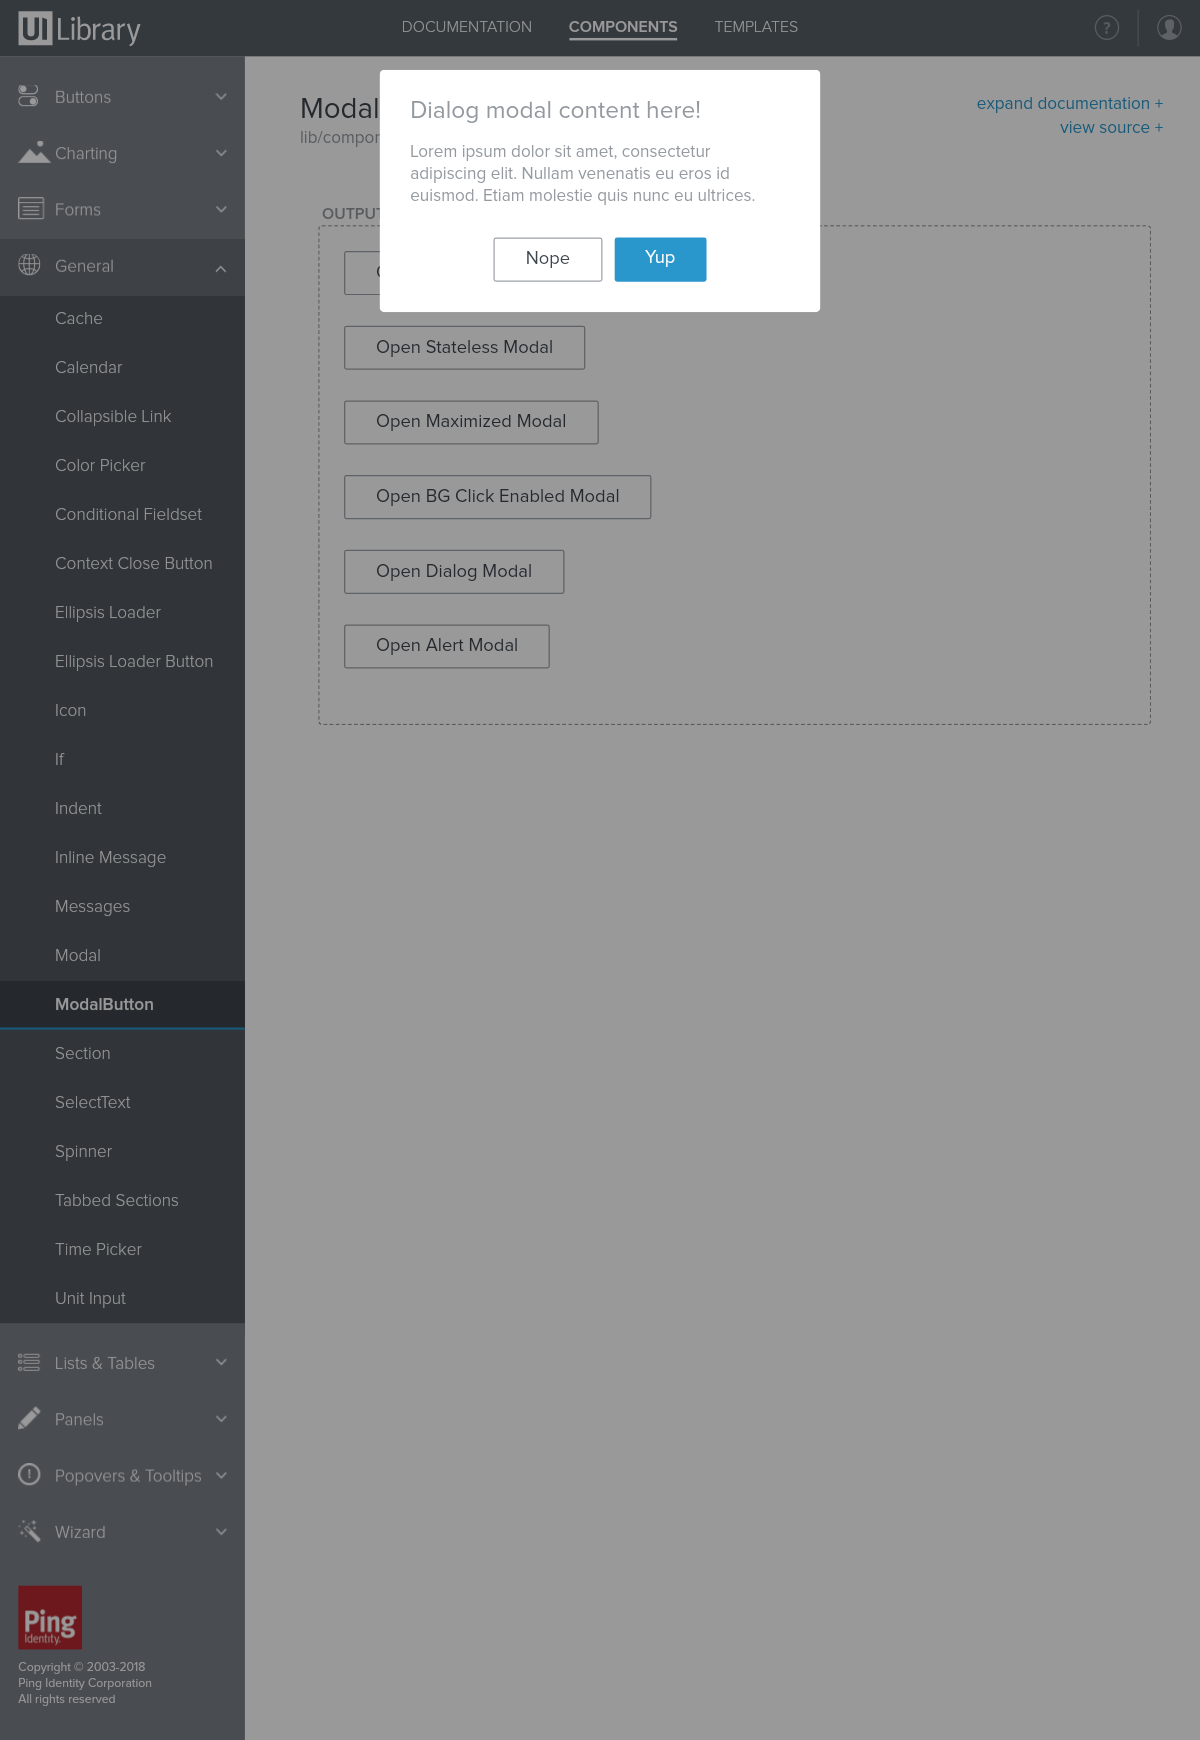 UI Library
DOCUMENTATION
COMPONENTS
TEMPLATES
?
Buttons
Charting
Forms
General
Cache
Calendar
Collapsible Link
Color Picker
Conditional Fieldset
Context Close Button
Ellipsis Loader
Ellipsis Loader Button
Icon
If
Indent
Inline Message
Messages
Modal
ModalButton
Section
SelectText
Spinner
Tabbed Sections
Time Picker
Unit Input
Lists & Tables
Panels
Popovers & Tooltips
Wizard
Ping
Identity.
Copyright © 2003-2018
Ping Identity Corporation
All rights reserved
Modal
expand documentation +
view source +
OUTPUT
Dialog modal content here!
Lorem ipsum dolor sit amet, consectetur
adipiscing elit. Nullam venenatis eu eros id
euismod. Etiam molestie quis nunc eu ultrices.
Nope
Yup
Open Stateless Modal
Open Maximized Modal
Open BG Click Enabled Modal
Open Dialog Modal
Open Alert Modal